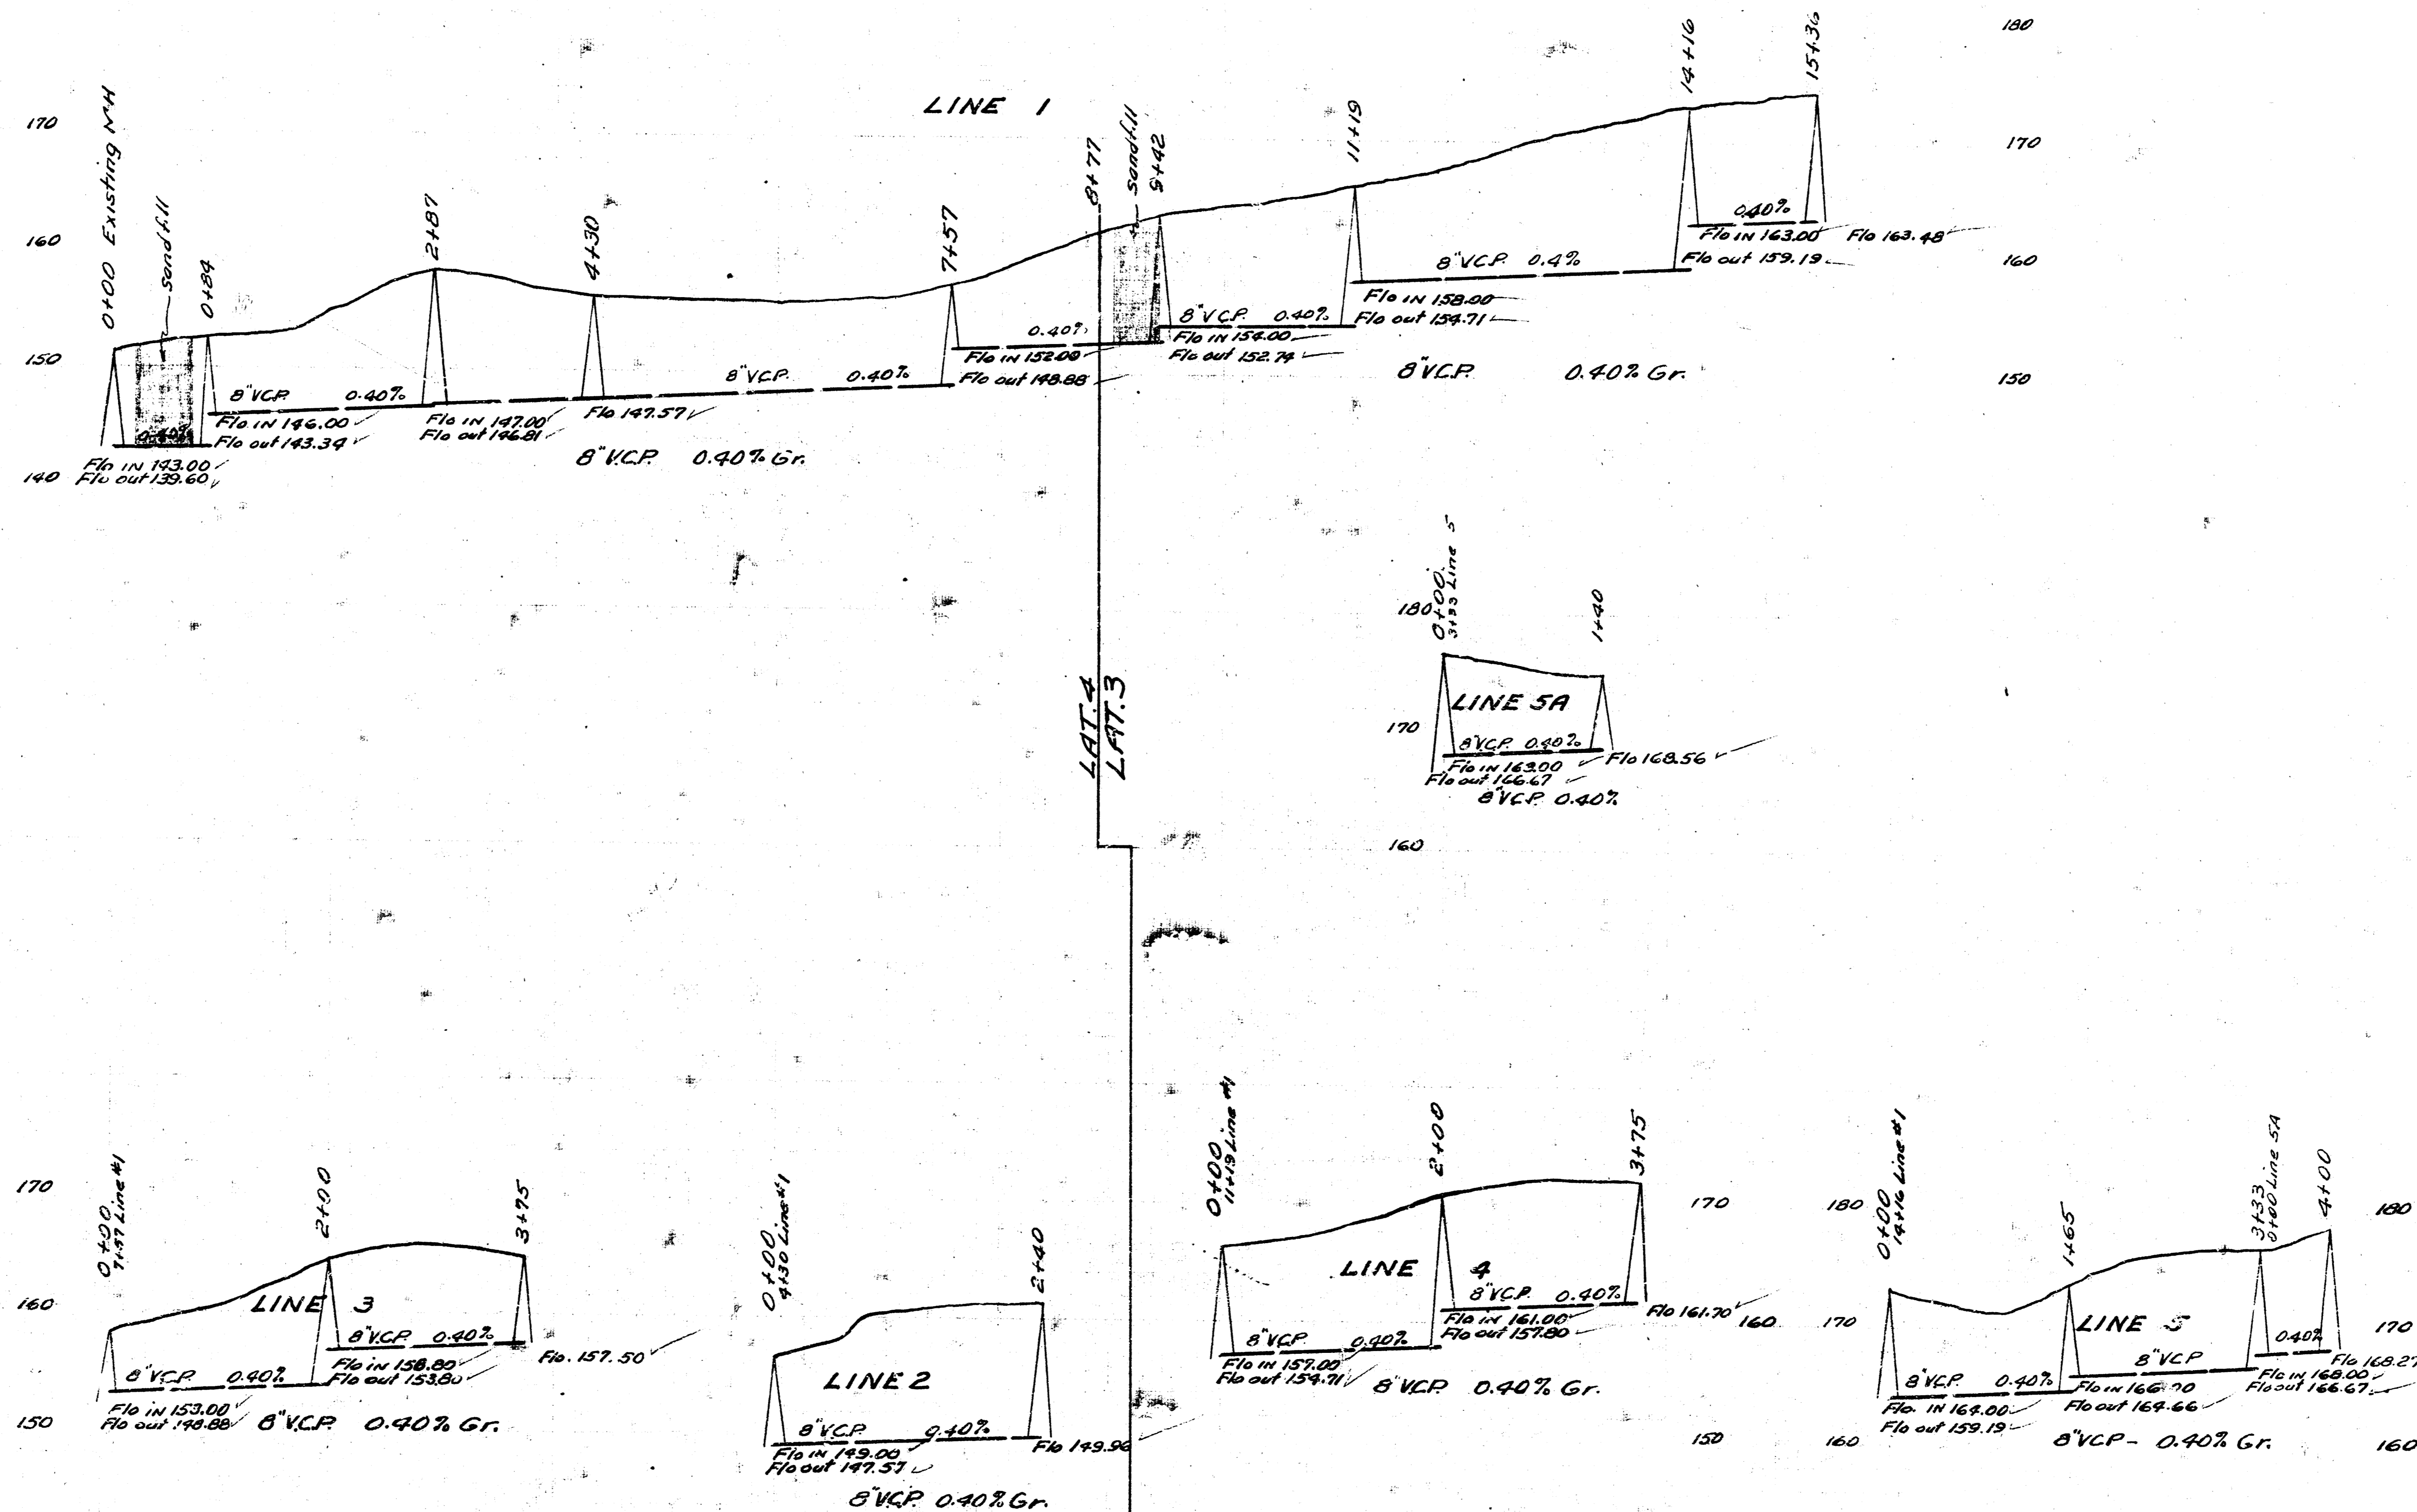 LINE 1
180
170
160
150
140
170
160
150
0+00 Existing MH
sandfill
0+84
2+87
4+30
7+57
8+77
sandfill
9+42
11+19
14+16
15+36
0.40%
Flo IN 143.00
Flo out 139.60
8"V.C.P. 0.40%
Flo IN 146.00
Flo out 143.34
Flo IN 147.00
Flo out 146.81
Flo 147.57
8"V.C.P. 0.40% Gr.
8"V.C.P. 0.40%
0.40%
Flo IN 152.00
Flo out 148.88
8"V.C.P. 0.40%
Flo IN 154.00
Flo out 152.74
8"V.C.P. 0.4%
Flo IN 158.00
Flo out 154.71
8"V.C.P. 0.40% Gr.
0.40%
Flo IN 163.00
Flo out 159.19
Flo 163.48
LAT. 4
LAT. 3
180
170
160
0+00
3+33 Line 5
1+40
LINE 5A
8"V.C.P. 0.40%
Flo IN 163.00
Flo out 166.67
Flo 168.56
8"V.C.P. 0.40%
170
160
150
0+00
7+57 Line #1
2+00
3+75
LINE 3
8"V.C.P. 0.40%
Flo IN 153.00
Flo out 148.88
8"V.C.P. 0.40%
Flo in 158.80
Flo out 153.80
Flo. 157.50
8"V.C.P. 0.40% Gr.
0+00
4+30 Line #1
2+40
LINE 2
8"V.C.P. 0.40%
Flo IN 149.00
Flo out 147.57
Flo 149.96
8"V.C.P. 0.40% Gr.
0+00
11+19 Line #1
2+00
3+75
170
160
150
LINE 4
8"V.C.P. 0.40%
Flo IN 157.00
Flo out 154.71
8"V.C.P. 0.40%
Flo in 161.00
Flo out 157.80
Flo 161.70
8"V.C.P. 0.40% Gr.
180
170
160
0+00
14+16 Line #1
1+65
3+33
0+00 Line 5A
4+00
180
170
160
LINE 5
8"V.C.P. 0.40%
Flo. IN 164.00
Flo out 159.19
8"V.C.P.
Flo in
Flo out 164.66
0.40%
Flo IN 168.00
Flo out 166.67
Flo 168.27
8"VCP - 0.40% Gr.